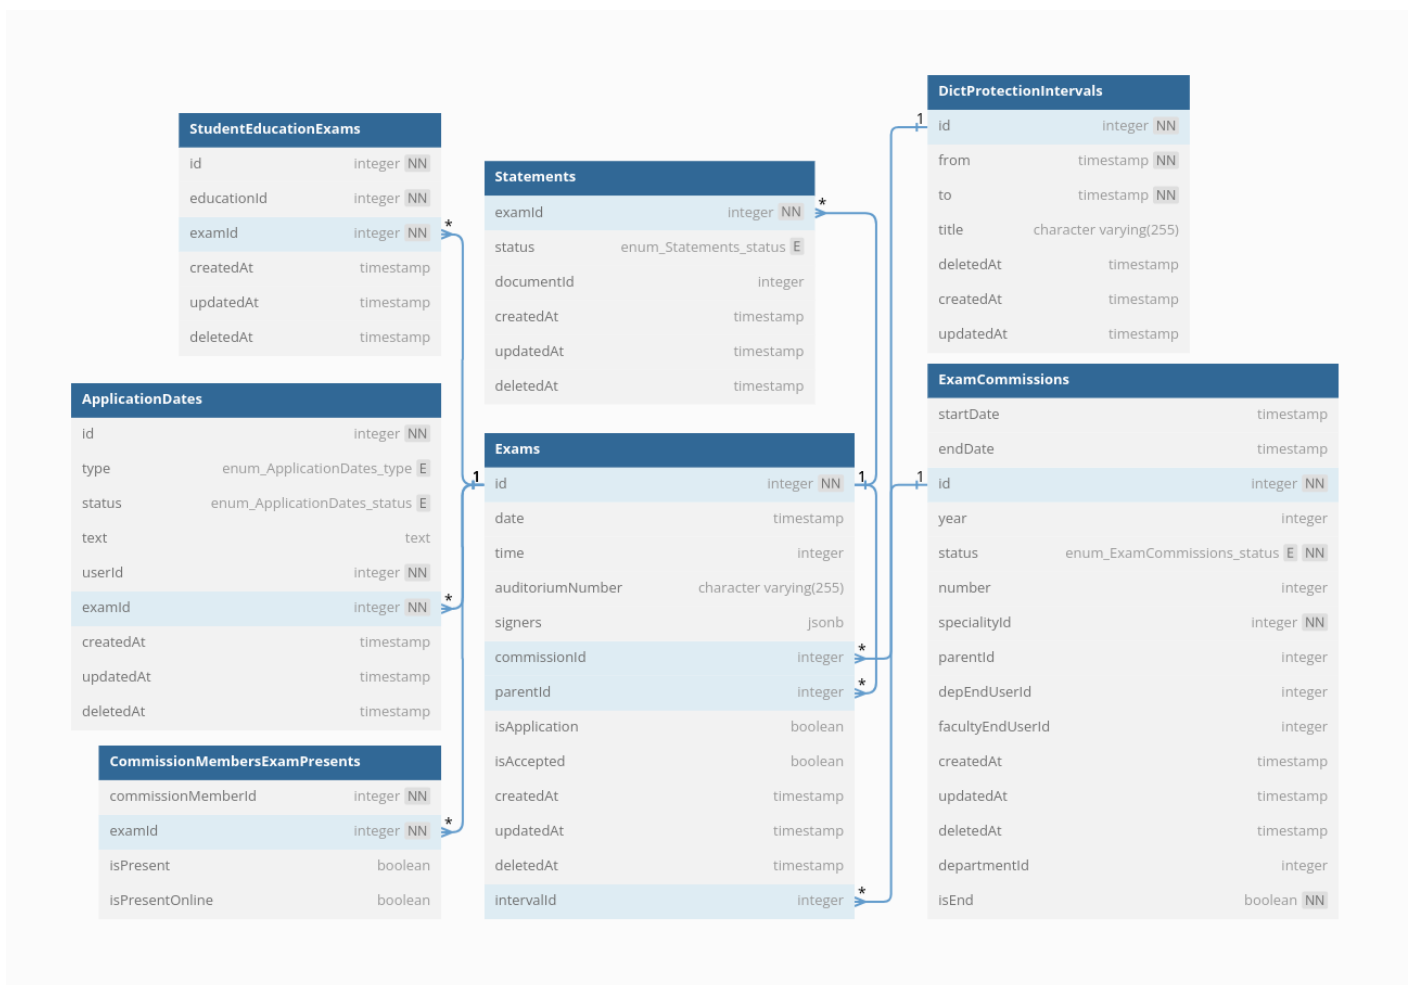 StudentEducationExams
id integer NN
educationId integer NN
examId integer NN *
createdAt timestamp
updatedAt timestamp
deletedAt timestamp
ApplicationDates
id integer NN
type enum_ApplicationDates_type E
status enum_ApplicationDates_status E
text text
userId integer NN
examId integer NN *
createdAt timestamp
updatedAt timestamp
deletedAt timestamp
CommissionMembersExamPresents
commissionMemberId integer NN
examId integer NN *
isPresent boolean
isPresentOnline boolean
Statements
examId integer NN *
status enum_Statements_status E
documentId integer
createdAt timestamp
updatedAt timestamp
deletedAt timestamp
Exams
1 id integer NN 1
date timestamp
time integer
auditoriumNumber character varying(255)
signers jsonb
commissionId integer *
parentId integer *
isApplication boolean
isAccepted boolean
createdAt timestamp
updatedAt timestamp
deletedAt timestamp
intervalId integer *
DictProtectionIntervals
1 id integer NN
from timestamp NN
to timestamp NN
title character varying(255)
deletedAt timestamp
createdAt timestamp
updatedAt timestamp
ExamCommissions
startDate timestamp
endDate timestamp
1 id integer NN
year integer
status enum_ExamCommissions_status E NN
number integer
specialityId integer NN
parentId integer
depEndUserId integer
facultyEndUserId integer
createdAt timestamp
updatedAt timestamp
deletedAt timestamp
departmentId integer
isEnd boolean NN